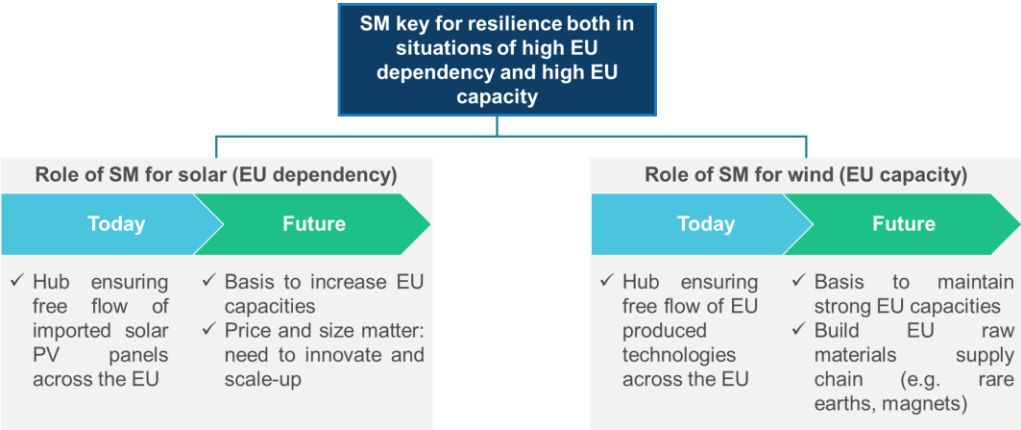 SM key for resilience both in
situations of high EU
dependency and high EU
capacity
Role of SM for solar (EU dependency)
Today
Future
✓ Hub ensuring
free flow of
imported solar
PV panels
across the EU
✓ Basis to increase EU
capacities
✓ Price and size matter:
need to innovate and
scale-up
Role of SM for wind (EU capacity)
Today
Future
✓ Hub ensuring
free flow of EU
produced
technologies
across the EU
✓ Basis to maintain
strong EU capacities
✓ Build EU raw
materials supply
chain (e.g. rare
earths, magnets)